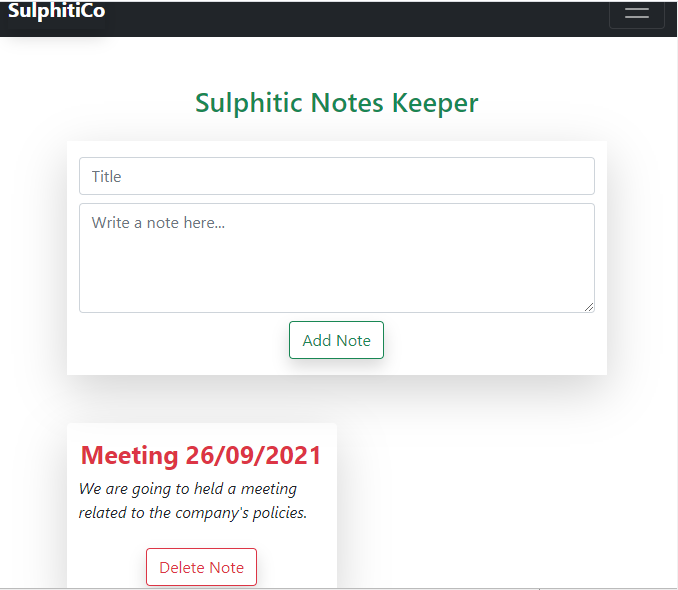 SulphitiCo
Sulphitic Notes Keeper
Title
Write a note here...
Add Note
Meeting 26/09/2021
We are going to held a meeting
related to the company's policies.
Delete Note